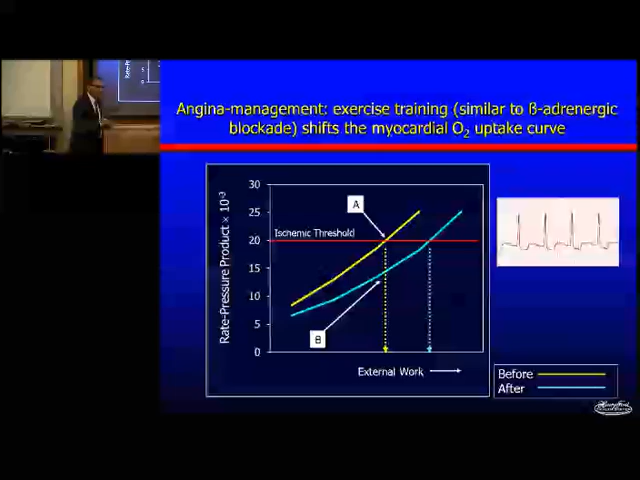 Angina-management: exercise training (similar to ß-adrenergic
blockade) shifts the myocardial O2 uptake curve
Rate-Pressure Product × 10-3
30
25
20
15
10
5
0
A
Ischemic Threshold
B
External Work
Before
After